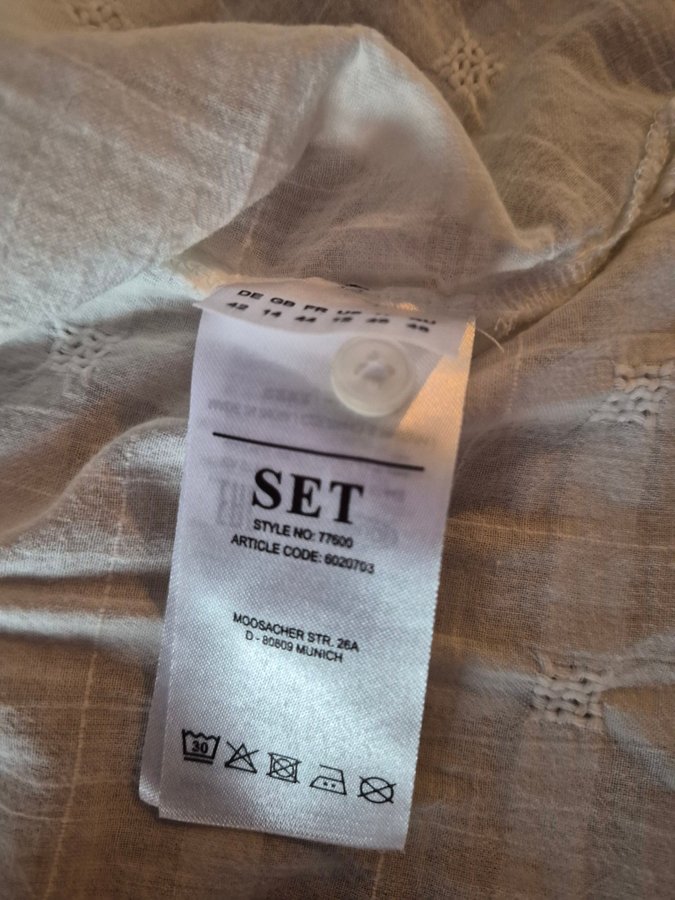 DE GB FR
42 14 44
SET
STYLE NO: 77600
ARTICLE CODE: 6020703
MOOSACHER STR. 26A
D - 80809 MUNICH
30